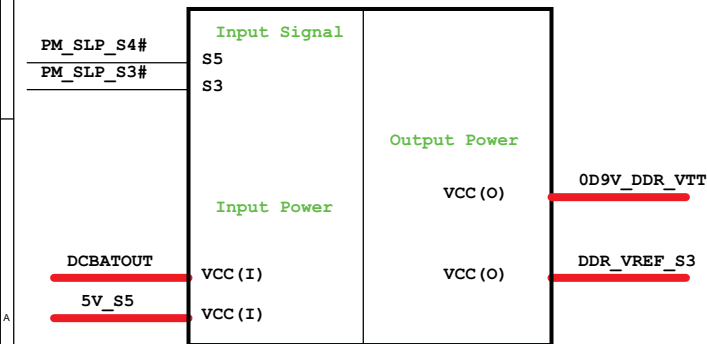 Input Signal
PM_SLP_S4#
S5
PM_SLP_S3#
S3
Output Power
VCC(O)
0D9V_DDR_VTT
Input Power
DCBATOUT
VCC(I)
VCC(O)
DDR_VREF_S3
5V_S5
VCC(I)
A